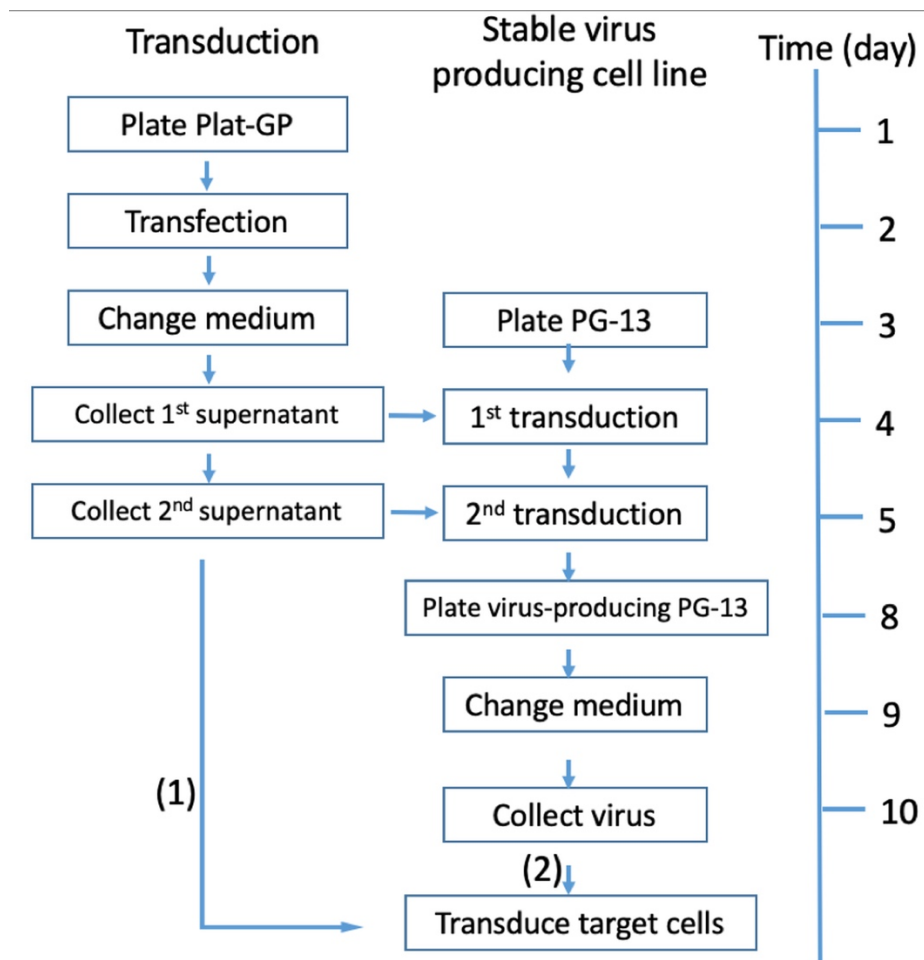 Transduction
Stable virus
producing cell line
Time (day)
Plate Plat-GP
1
Transfection
2
Change medium
Plate PG-13
3
Collect 1st supernatant
1st transduction
4
Collect 2nd supernatant
2nd transduction
5
Plate virus-producing PG-13
8
Change medium
9
(1)
Collect virus
10
(2)
Transduce target cells